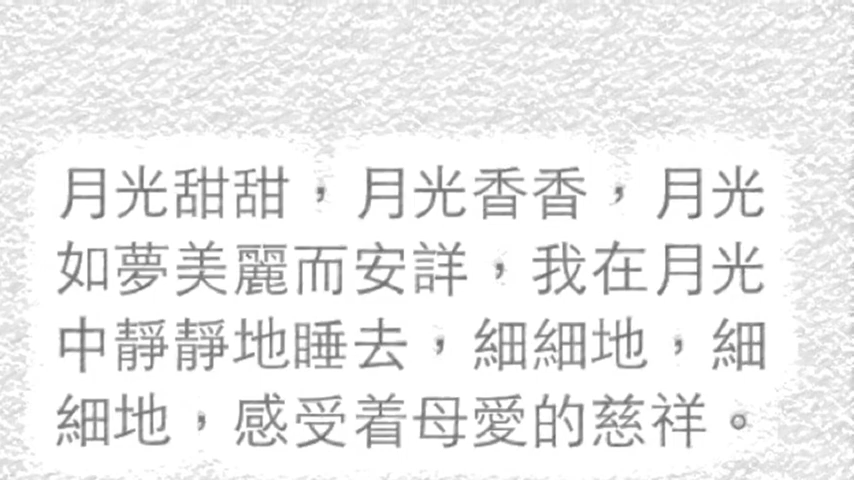 月光甜甜，月光香香，月光
如夢美麗而安詳，我在月光
中靜靜地睡去，細細地，細
細地，感受着母愛的慈祥。